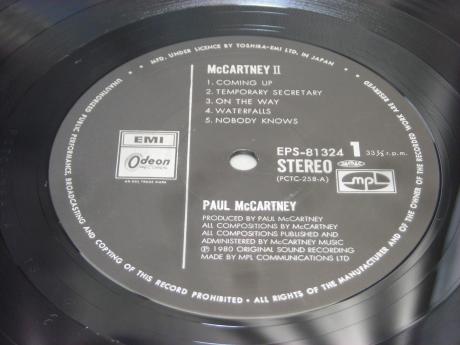 MFD. UNDER LICENCE BY TOSHIBA-EMI LTD. IN JAPAN
McCARTNEY II
1. COMING UP
2. TEMPORARY SECRETARY
3. ON THE WAY
4. WATERFALLS
5. NOBODY KNOWS
EMI
Odeon
EPS-81324 1 33⅓ r.p.m.
STEREO
(PCTC-258-A)
mpl
PAUL McCARTNEY
PRODUCED BY PAUL McCARTNEY
ALL COMPOSITIONS BY McCARTNEY
ALL COMPOSITIONS PUBLISHED AND
ADMINISTERED BY McCARTNEY MUSIC
℗ 1980 ORIGINAL SOUND RECORDING
MADE BY MPL COMMUNICATIONS LTD
ALL RIGHTS OF THE MANUFACTURER AND OF THE OWNER OF THE RECORDED WORK ARE RESERVED
UNAUTHORIZED PUBLIC PERFORMANCE, BROADCASTING AND COPYING OF THIS RECORD PROHIBITED